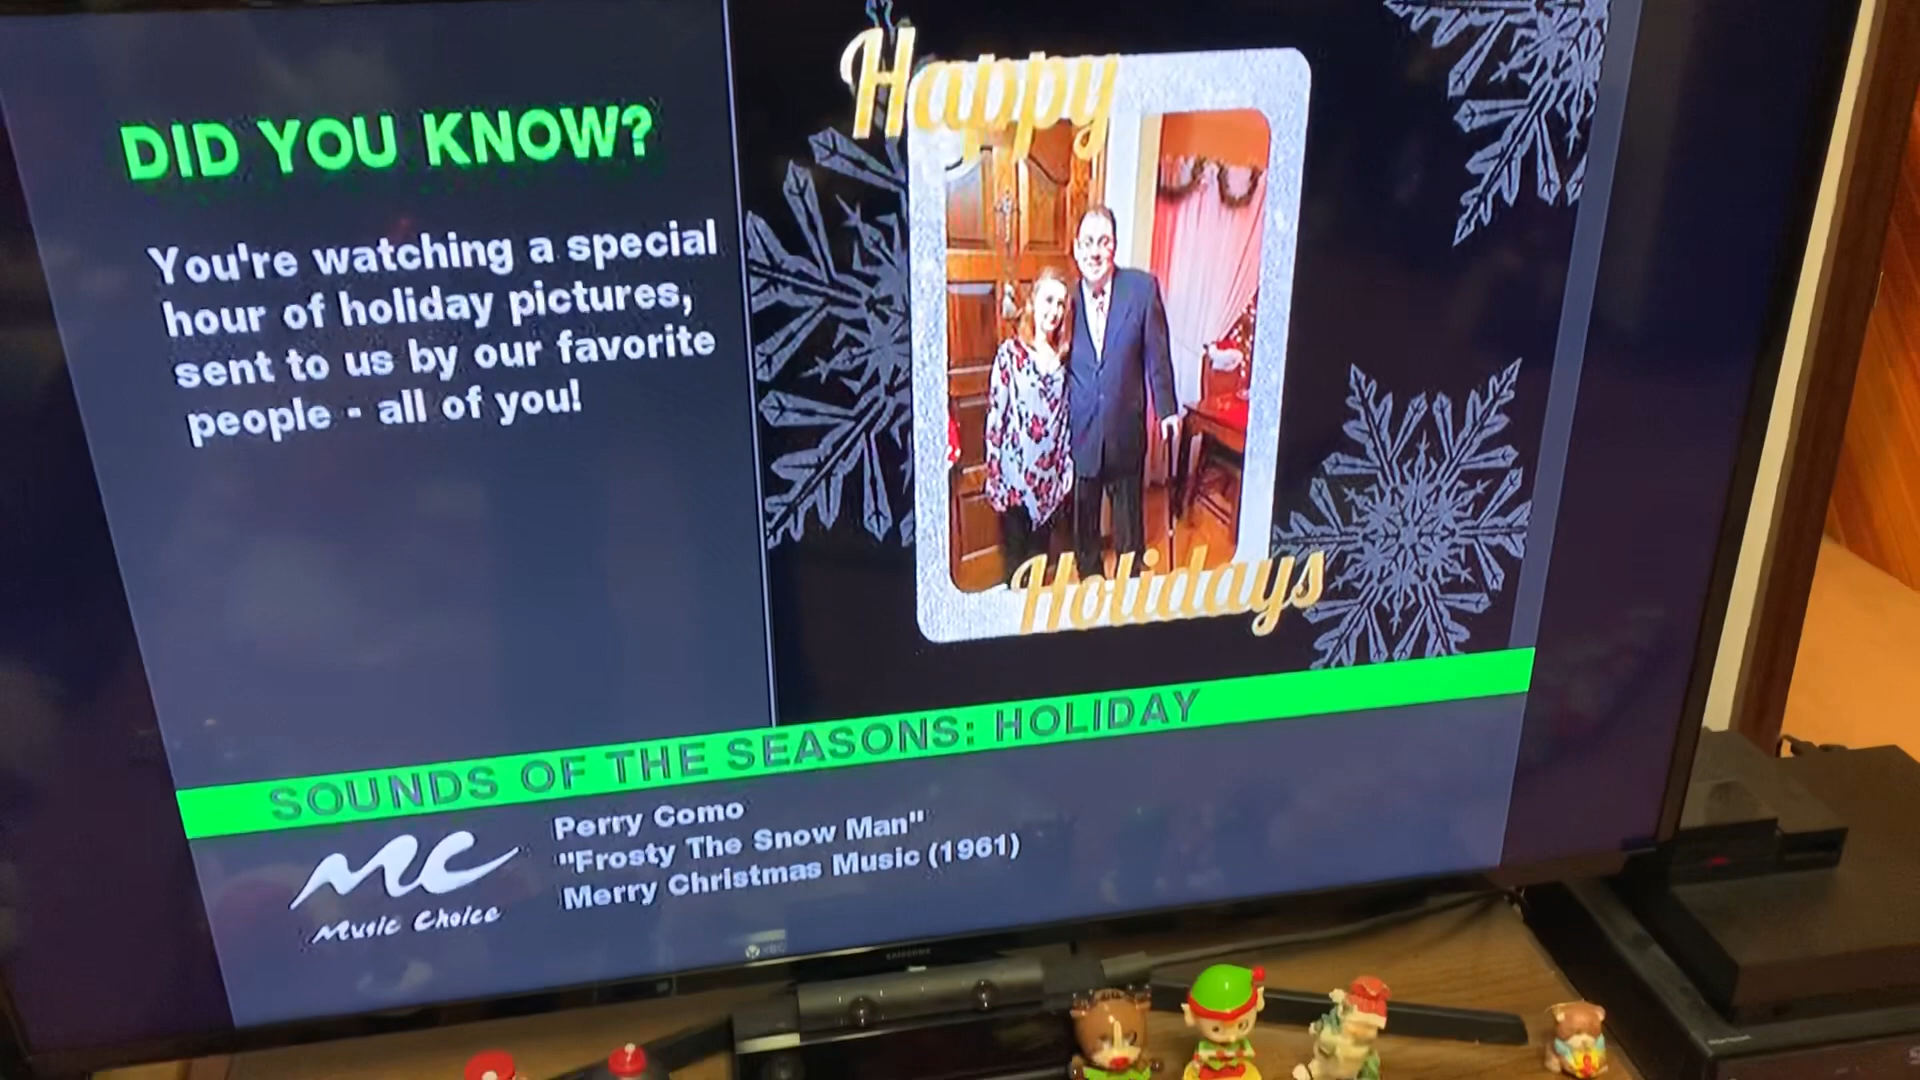 DID YOU KNOW?
You're watching a special
hour of holiday pictures,
sent to us by our favorite
people - all of you!
Happy
Holidays
SOUNDS OF THE SEASONS: HOLIDAY
MC
Music Choice
Perry Como
"Frosty The Snow Man"
Merry Christmas Music (1961)
SAMSUNG